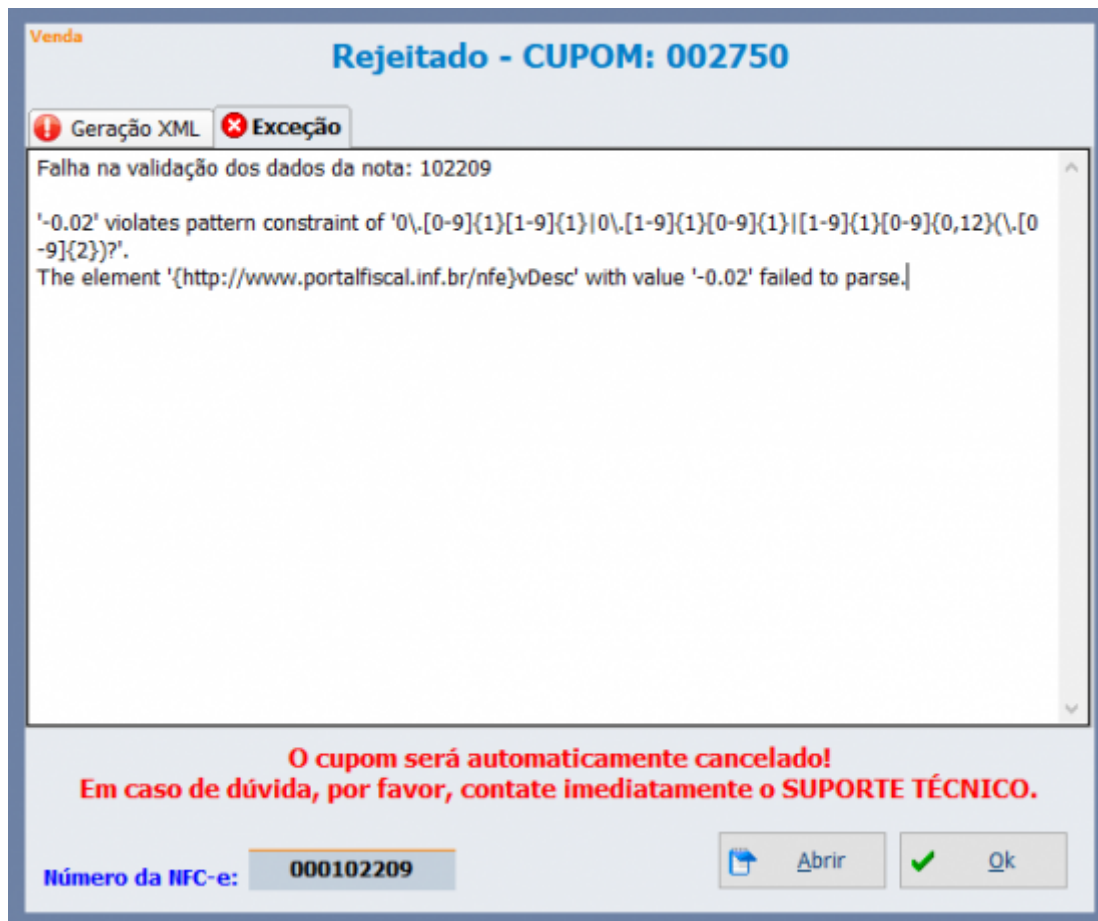 Venda
Rejeitado - CUPOM: 002750
Geração XML
Exceção
Falha na validação dos dados da nota: 102209
'-0.02' violates pattern constraint of '0\.[0-9]{1}[1-9]{1}|0\.[1-9]{1}[0-9]{1}|[1-9]{1}[0-9]{0,12}(\.[0
-9]{2})?'.
The element '{http://www.portalfiscal.inf.br/nfe}vDesc' with value '-0.02' failed to parse.
O cupom será automaticamente cancelado!
Em caso de dúvida, por favor, contate imediatamente o SUPORTE TÉCNICO.
Número da NFC-e:
000102209
Abrir
Ok